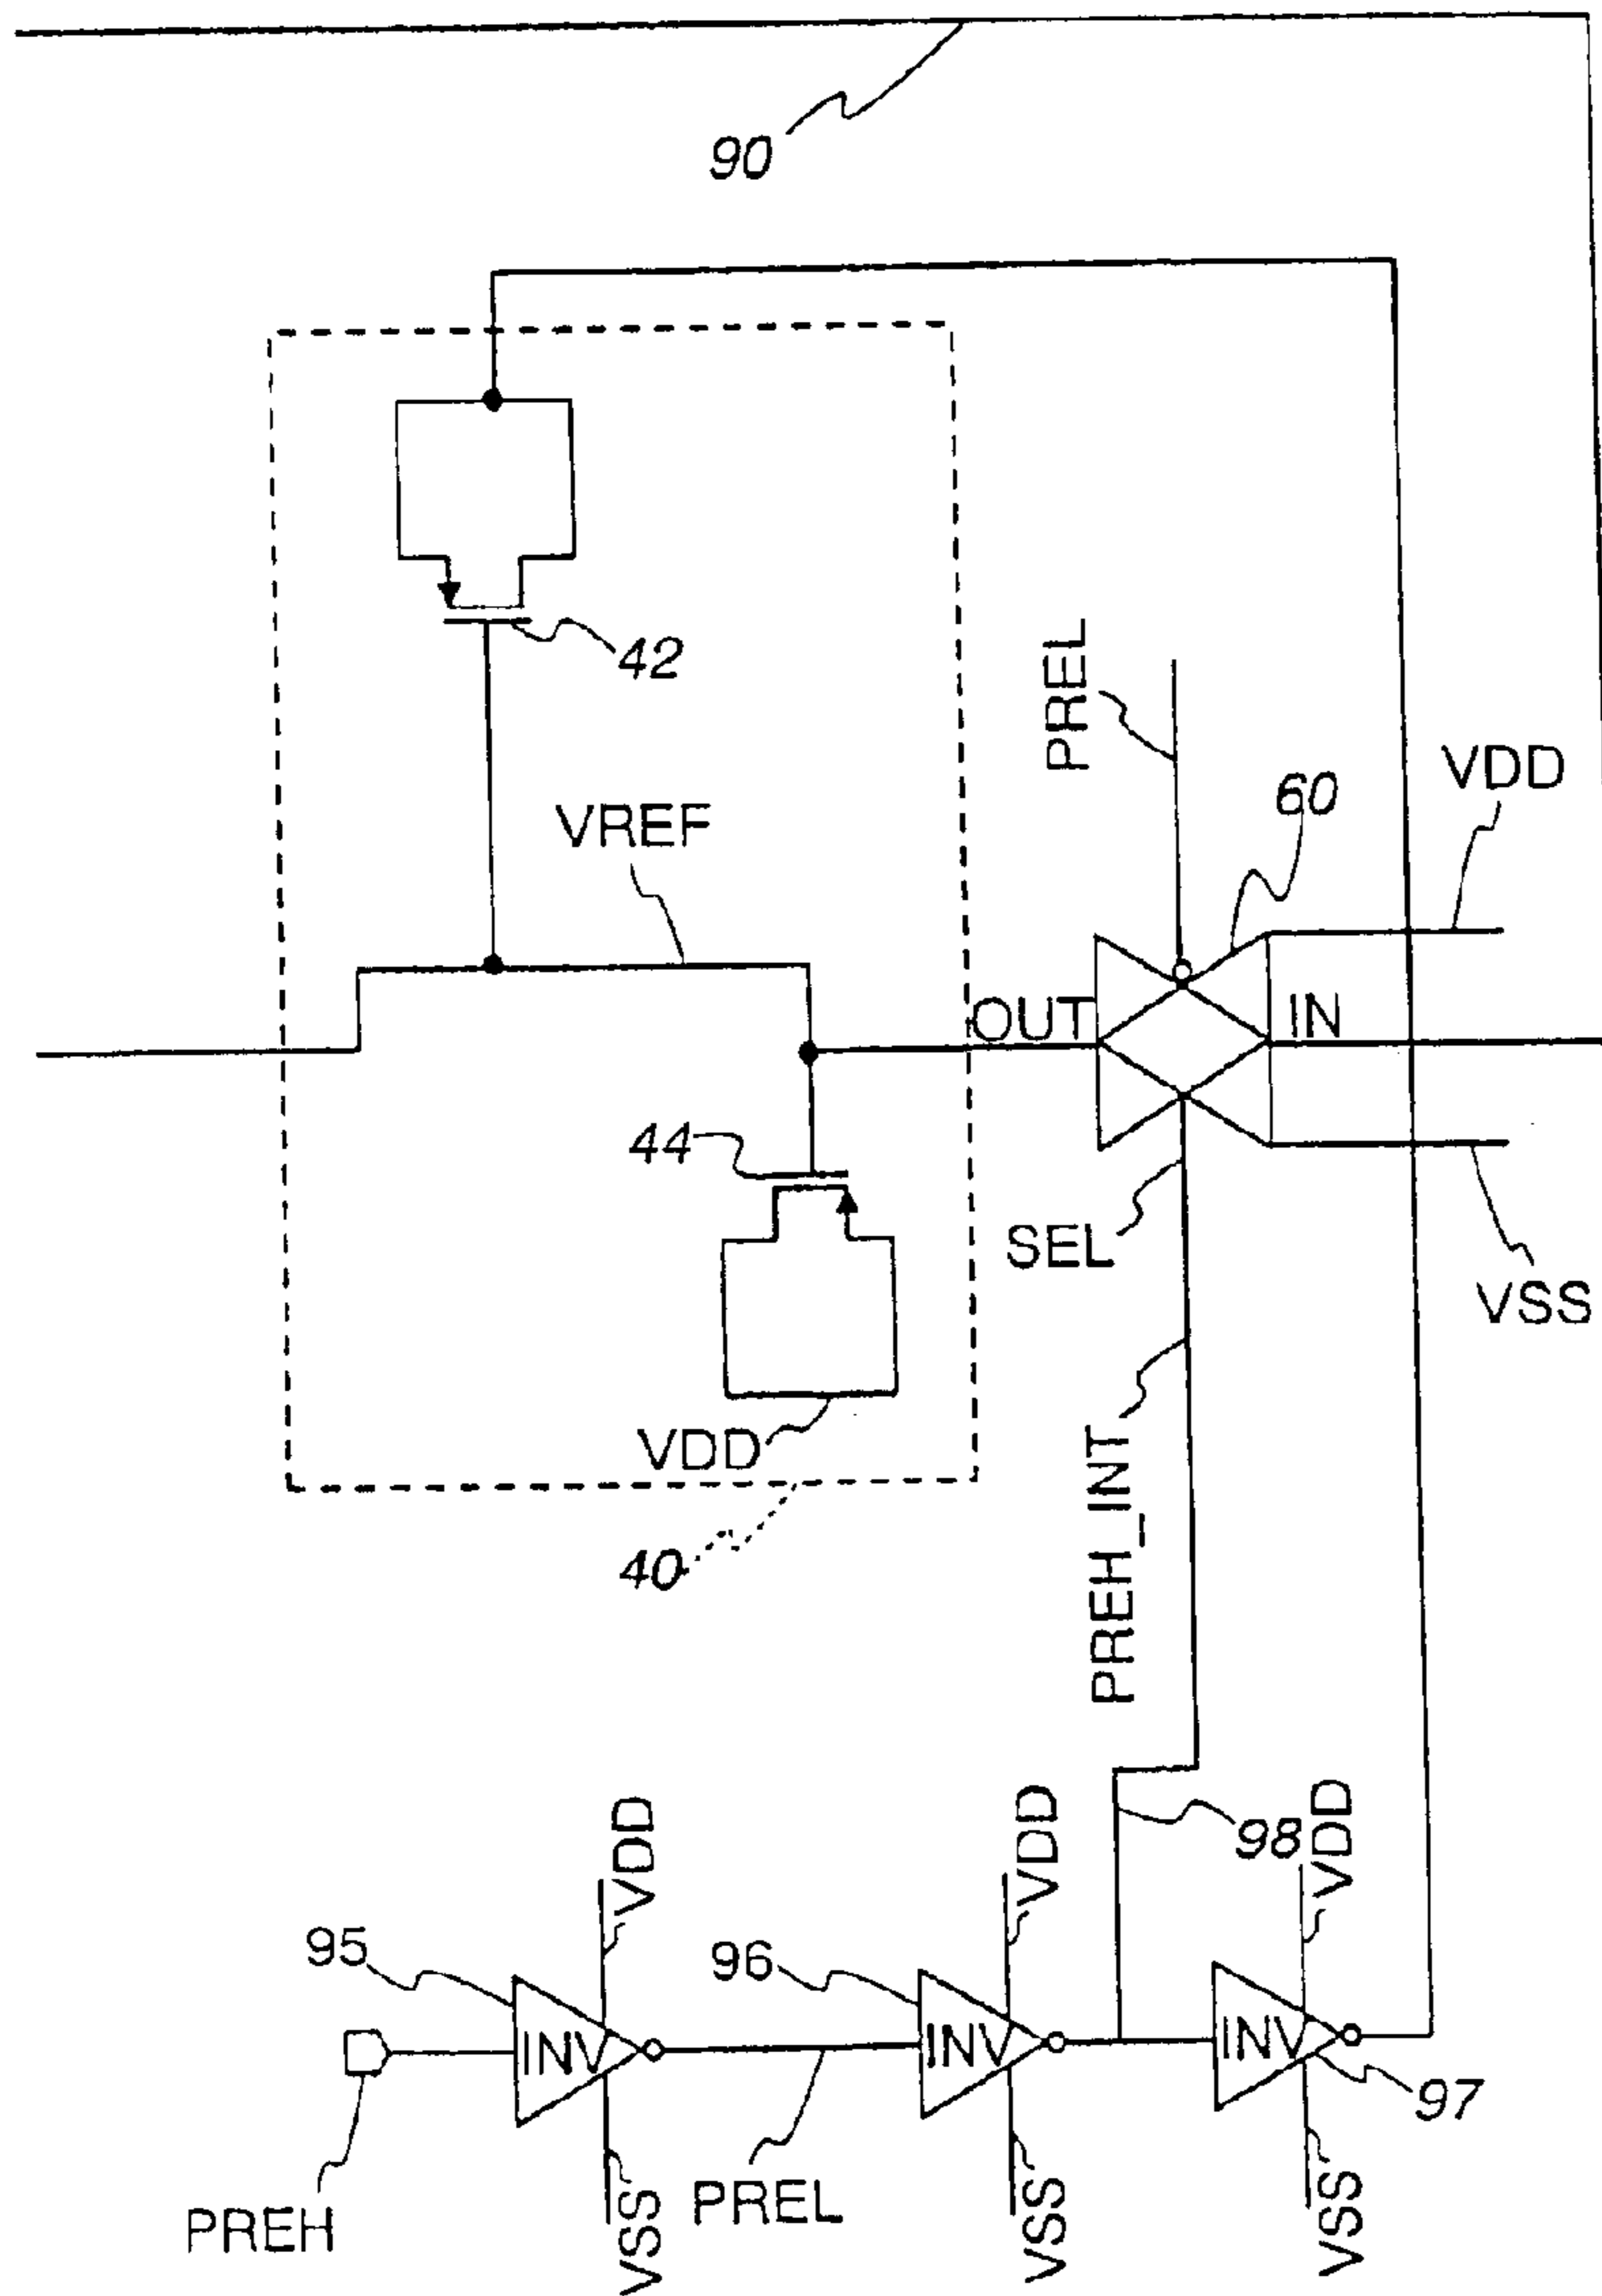 90
42
PREL
VREF
60
VDD
OUT
IN
44
SEL
VSS
VDD
40
PREH_INT
98
VDD
VDD
VDD
95
96
INV
INV
INV
97
PREH
VSS
PREL
VSS
VSS